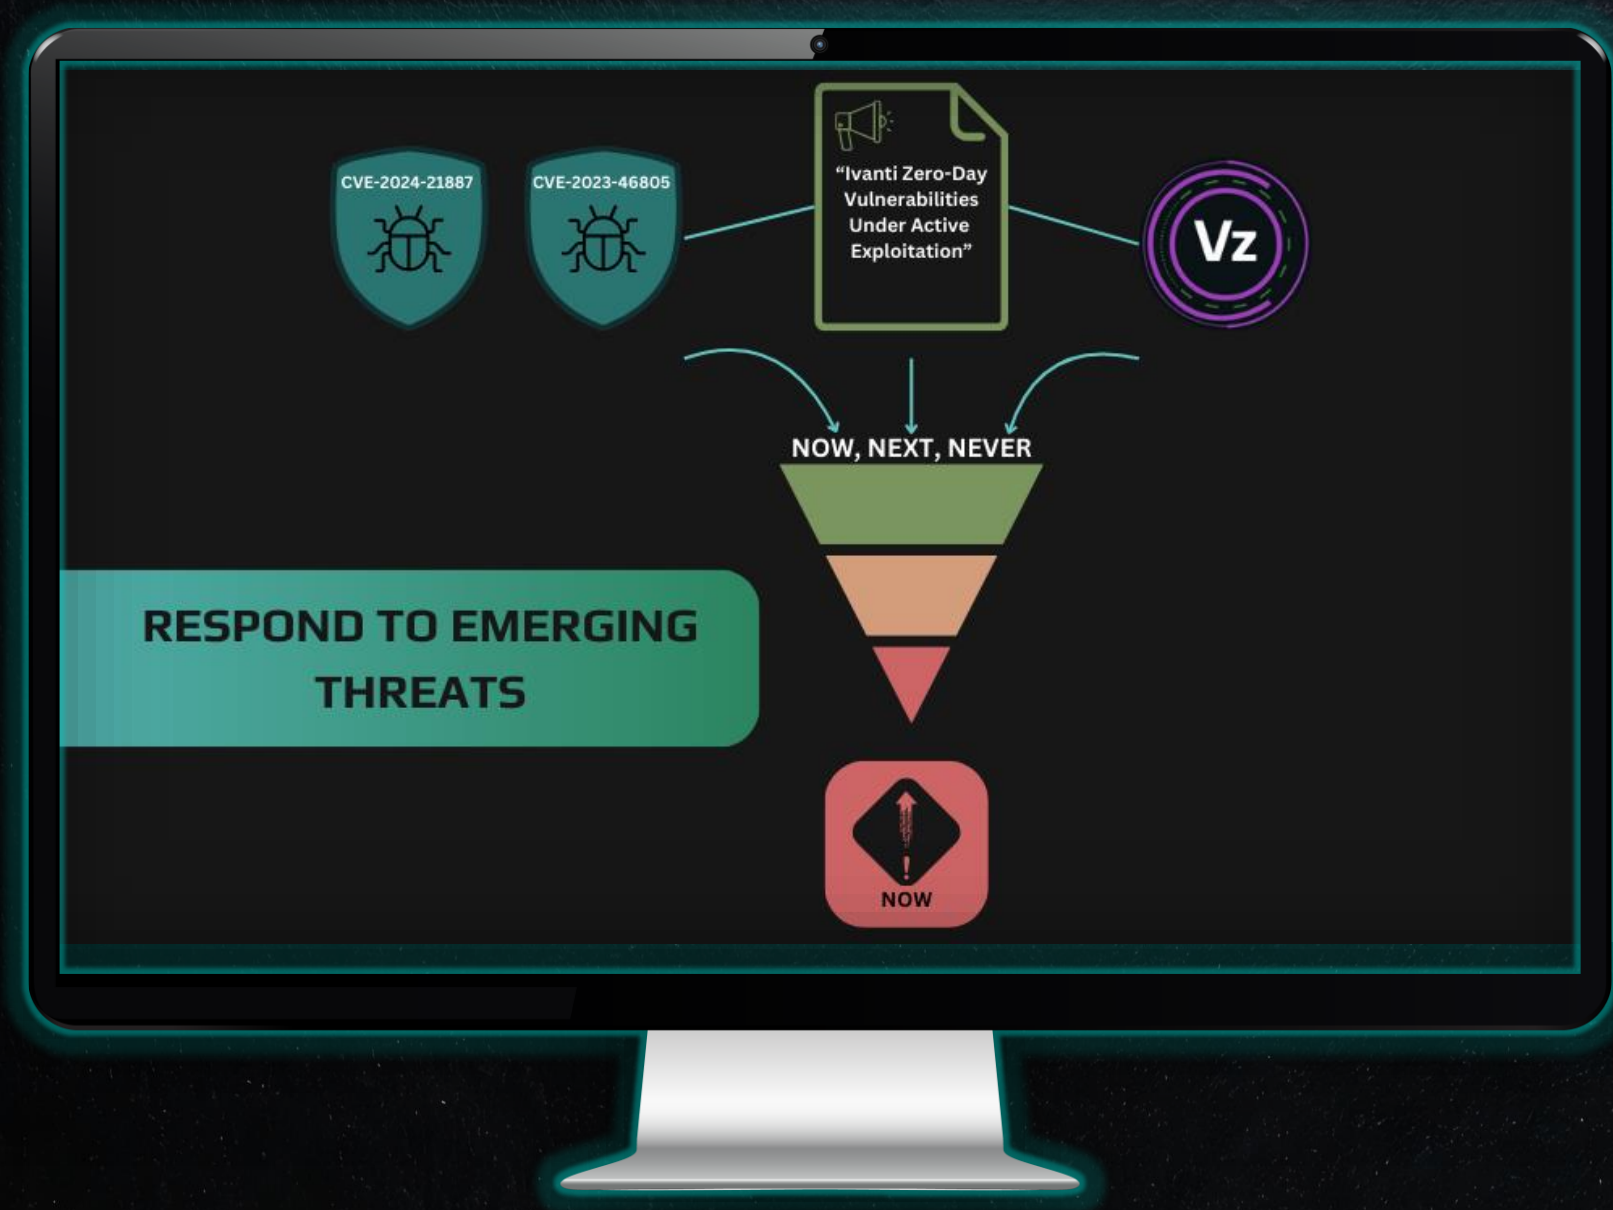 CVE-2024-21887
CVE-2023-46805
“Ivanti Zero-Day
Vulnerabilities
Under Active
Exploitation”
Vz
NOW, NEXT, NEVER
RESPOND TO EMERGING
THREATS
!
NOW